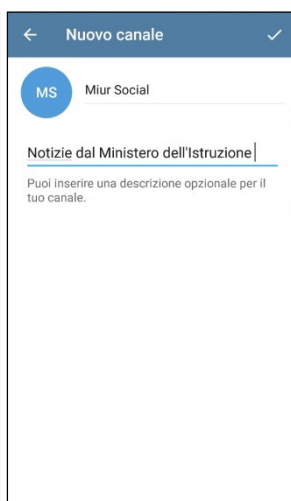 Nuovo canale
MS
Miur Social
Notizie dal Ministero dell'Istruzione
Puoi inserire una descrizione opzionale per il
tuo canale.